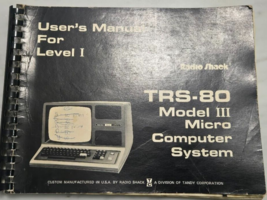 User's Manual
For
Level I
Radio Shack
TRS-80
Model III
Micro
Computer
System
CUSTOM MANUFACTURED IN U.S.A. BY RADIO SHACK A DIVISION OF TANDY CORPORATION